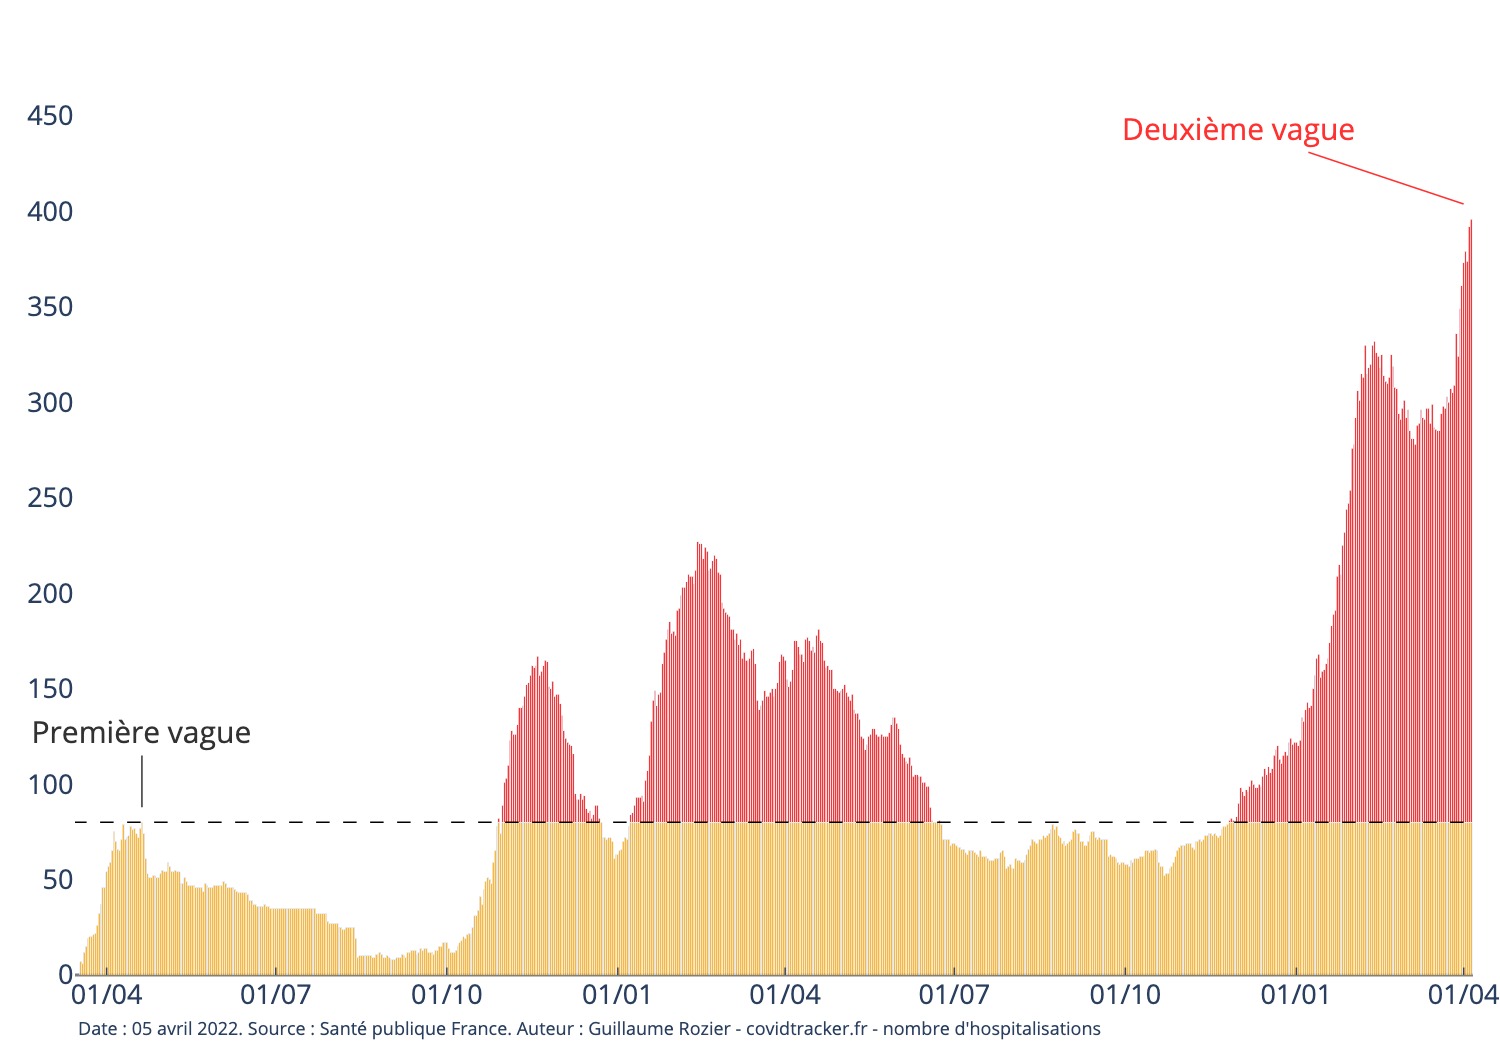 450
Deuxième vague
400
350
300
250
200
150
Première vague
100
50
0
01/04 01/07 01/10 01/01 01/04 01/07 01/10 01/01 01/04
Date : 05 avril 2022. Source : Santé publique France. Auteur : Guillaume Rozier - covidtracker.fr - nombre d'hospitalisations